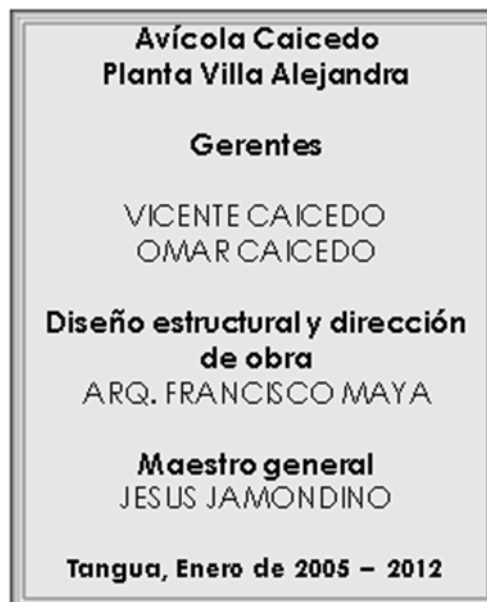 Avícola Caicedo
Planta Villa Alejandra
Gerentes
VICENTE CAICEDO
OMAR CAICEDO
Diseño estructural y dirección
de obra
ARQ. FRANCISCO MAYA
Maestro general
JESUS JAMONDINO
Tangua, Enero de 2005 – 2012